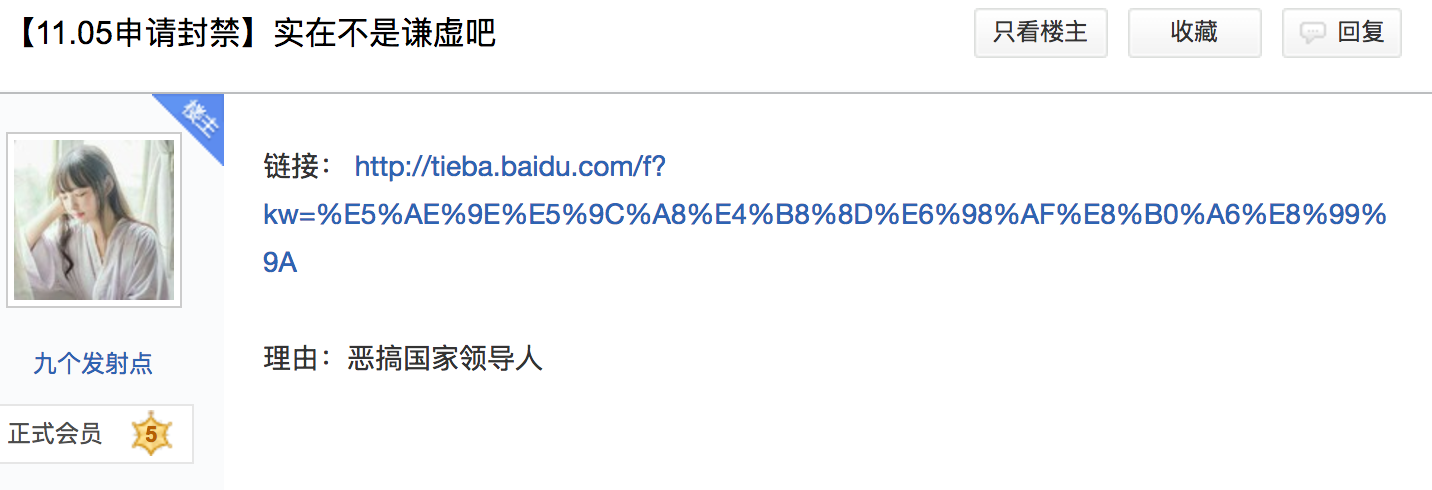 【11.05申请封禁】实在不是谦虚吧
只看楼主
收藏
回复
楼主
链接： http://tieba.baidu.com/f?
kw=%E5%AE%9E%E5%9C%A8%E4%B8%8D%E6%98%AF%E8%B0%A6%E8%99%
9A
理由：恶搞国家领导人
九个发射点
正式会员 5